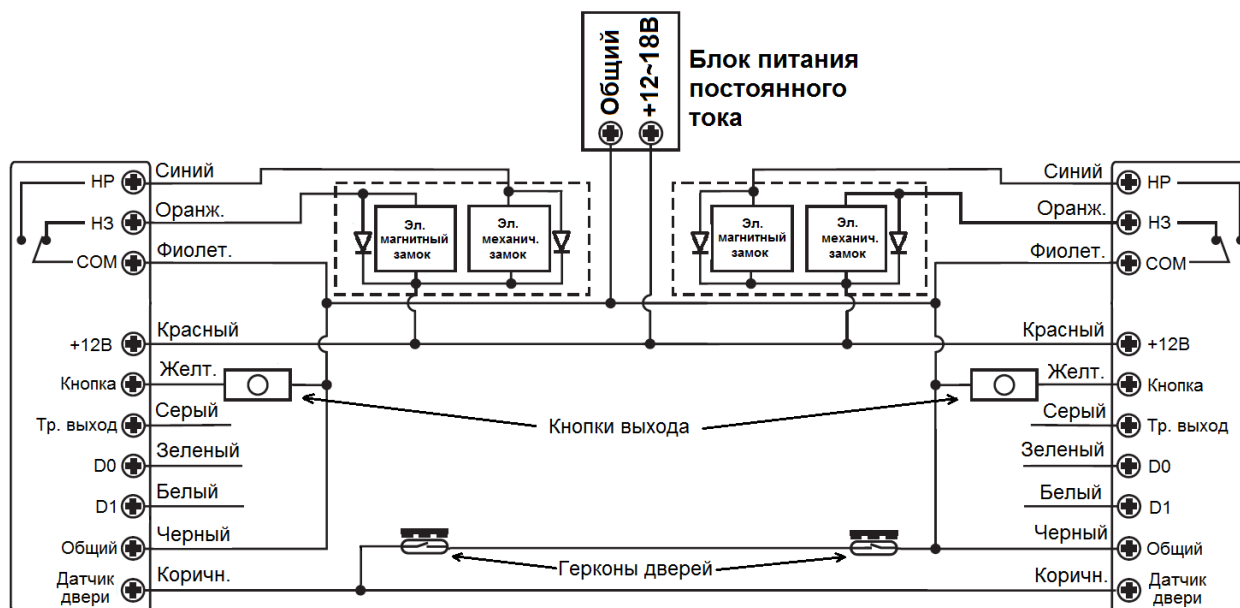 Общий
+12~18В
Блок питания
постоянного
тока
НР
Синий
НЗ
Оранж.
COM
Фиолет.
+12В
Красный
Кнопка
Желт.
Тр. выход
Серый
D0
Зеленый
D1
Белый
Общий
Черный
Датчик
двери
Коричн.
Эл.
магнитный
замок
Эл.
механич.
замок
Эл.
магнитный
замок
Эл.
механич.
замок
Кнопки выхода
Герконы дверей
Синий
НР
Оранж.
НЗ
Фиолет.
COM
Красный
+12В
Желт.
Кнопка
Серый
Тр. выход
Зеленый
D0
Белый
D1
Черный
Общий
Коричн.
Датчик
двери